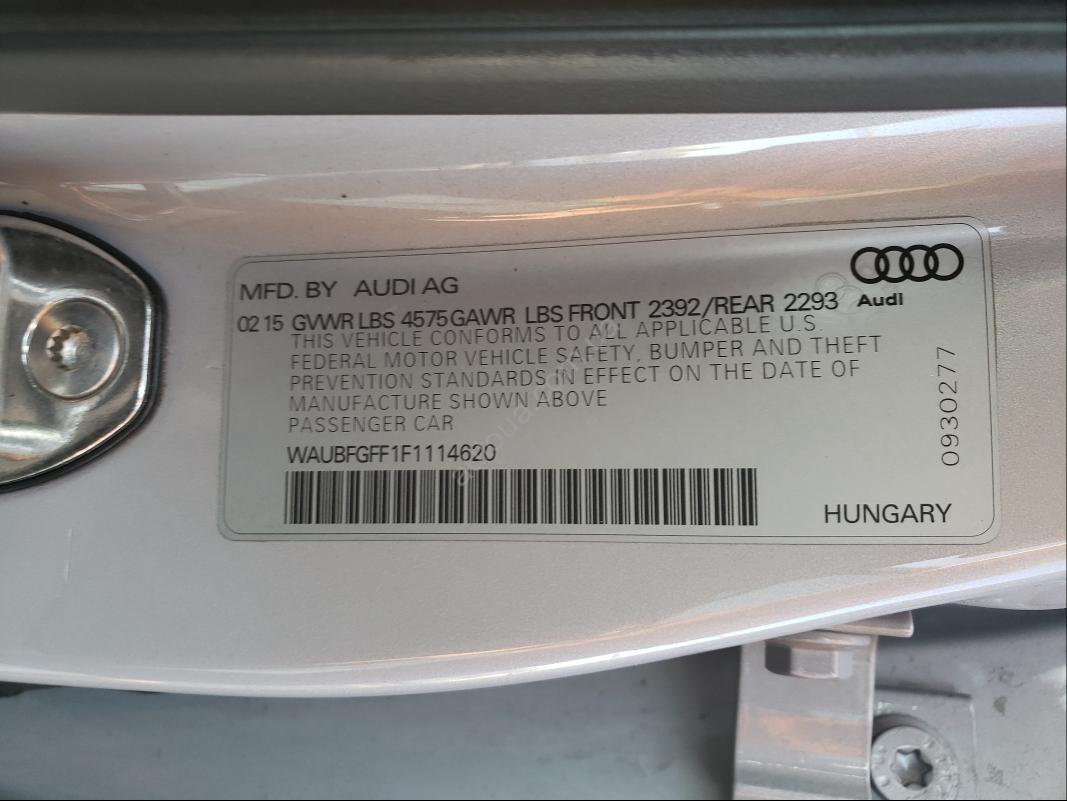 MFD. BY AUDI AG
Audi
02 15 GVWR LBS 4575 GAWR LBS FRONT 2392/REAR 2293
THIS VEHICLE CONFORMS TO ALL APPLICABLE U.S.
FEDERAL MOTOR VEHICLE SAFETY, BUMPER AND THEFT
PREVENTION STANDARDS IN EFFECT ON THE DATE OF
MANUFACTURE SHOWN ABOVE
PASSENGER CAR
WAUBFGFF1F1114620
HUNGARY
0930277